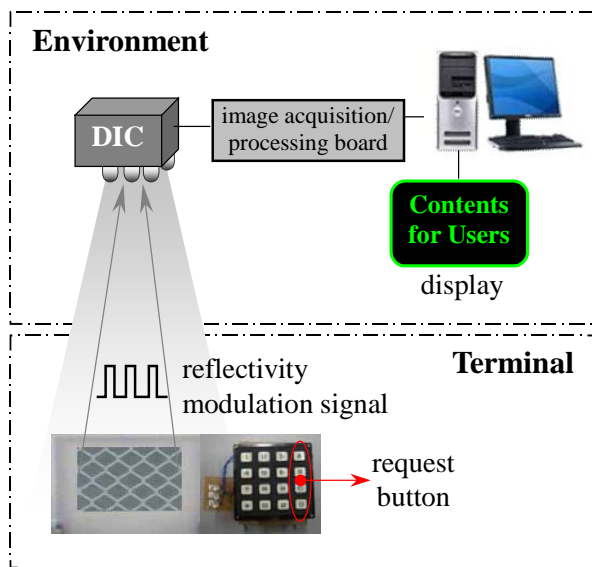 Environment
DIC
image acquisition/
processing board
Contents
for Users
display
Terminal
reflectivity
modulation signal
request
button